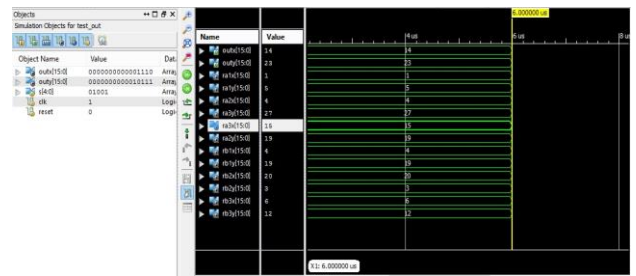 Objects
Simulation Objects for test_out
Object Name Value Data
outx[15:0] 0000000000001110 Array
outy[15:0] 0000000000010111 Array
s[4:0] 01001 Array
clk 1 Logi
reset 0 Logi
6.000000 us
Name Value
4 us 6 us 8 us
outx[15:0] 14 14
outy[15:0] 23 23
ra1x[15:0] 1 1
ra1y[15:0] 5 5
ra2x[15:0] 4 4
ra3y[15:0] 27 27
ra3x[15:0] 16 15
ra2y[15:0] 19 19
rb1x[15:0] 4 4
rb1y[15:0] 19 19
rb2x[15:0] 20 20
rb2y[15:0] 3 3
rb3x[15:0] 6 6
rb3y[15:0] 12 12
X1: 6.000000 us